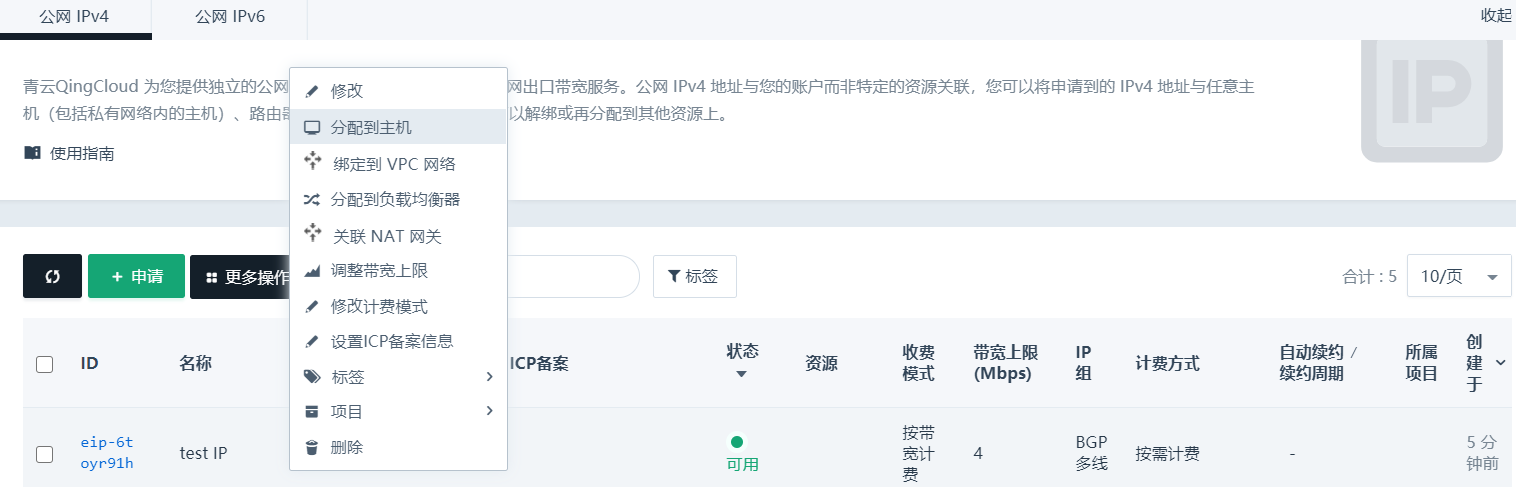 公网 IPv4
公网 IPv6
收起
青云QingCloud 为您提供独立的公网
网出口带宽服务。公网 IPv4 地址与您的账户而非特定的资源关联，您可以将申请到的 IPv4 地址与任意主
机（包括私有网络内的主机）、路由
以解绑或再分配到其他资源上。
使用指南
IP
修改
分配到主机
绑定到 VPC 网络
分配到负载均衡器
关联 NAT 网关
调整带宽上限
修改计费模式
设置ICP备案信息
标签
项目
删除
+ 申请
更多操作
标签
合计 : 5
10/页
ID
名称
ICP备案
状态
资源
收费
模式
带宽上限
(Mbps)
IP
组
计费方式
自动续约 /
续约周期
所属
项目
创
建
于
eip-6t
oyr91h
test IP
可用
按带
宽计
费
4
BGP
多线
按需计费
-
5 分
钟前